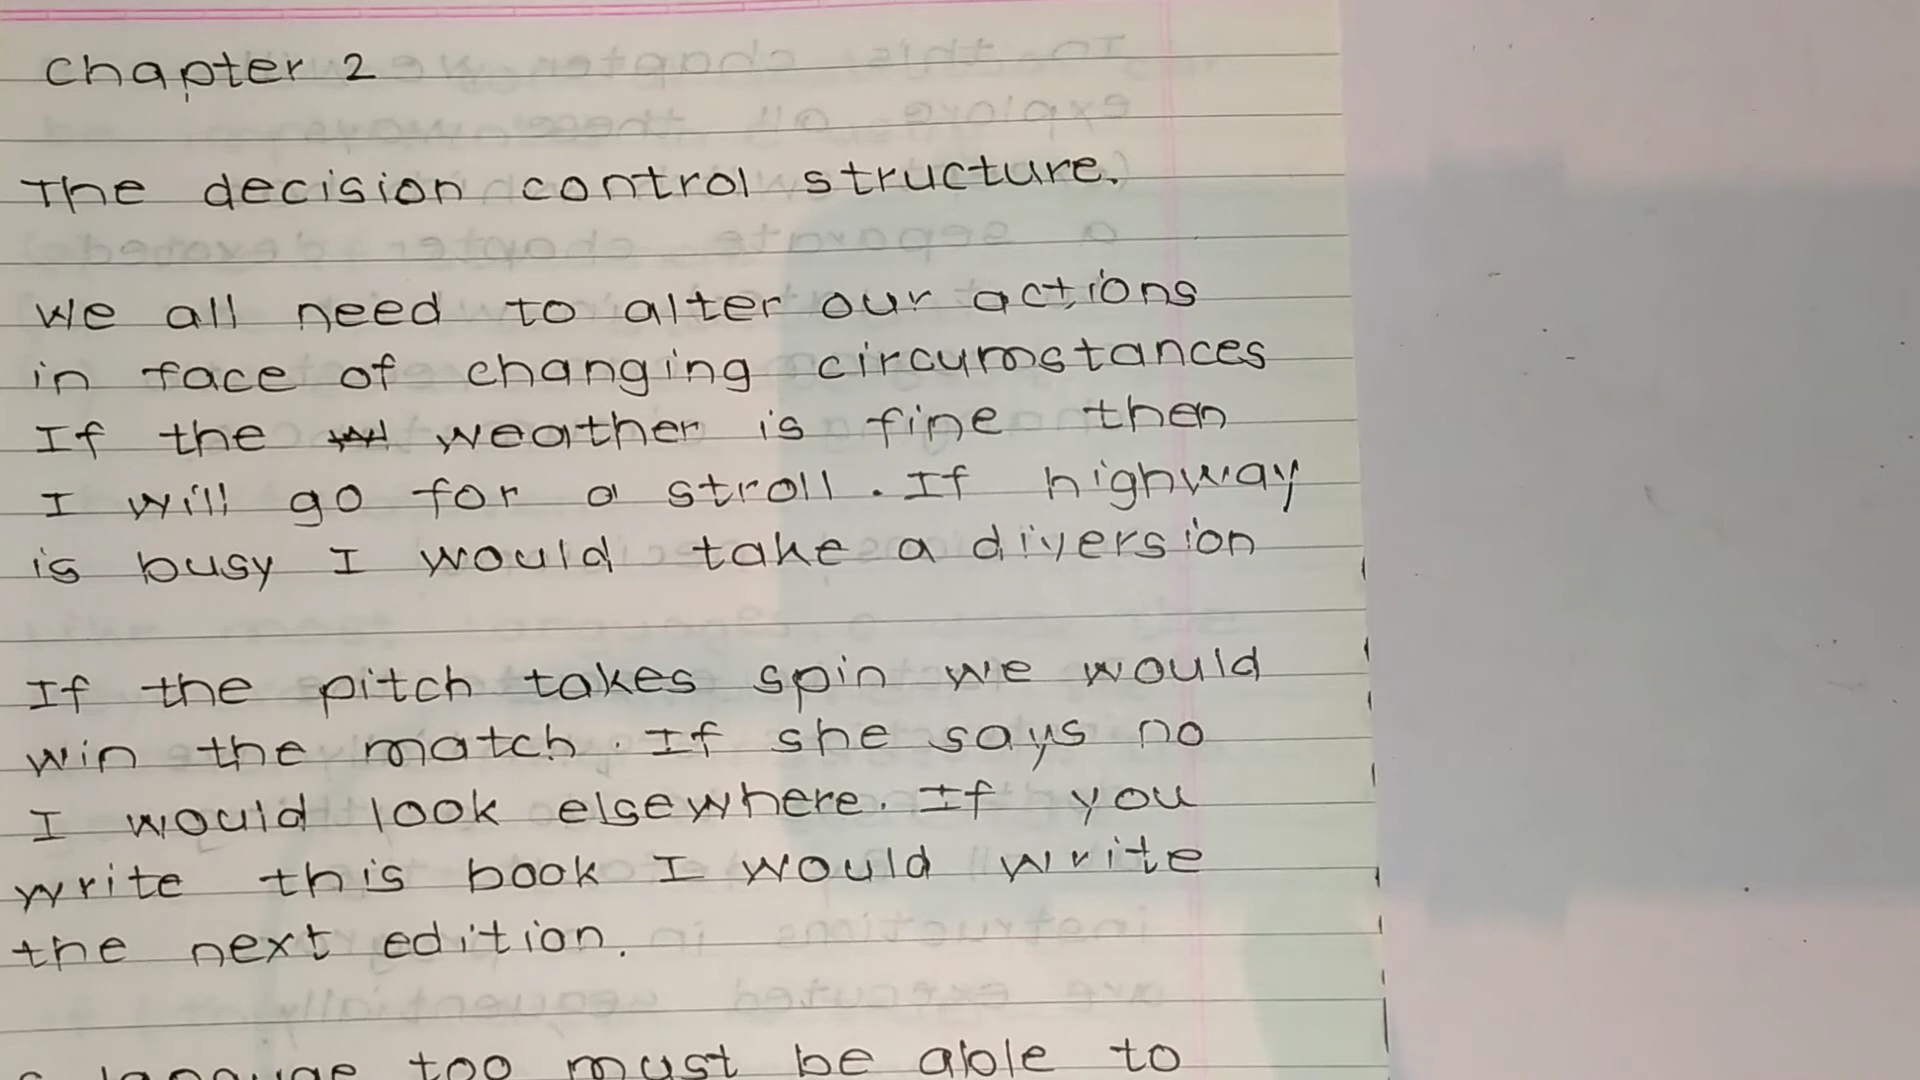 chapter 2
The decision control structure.
We all need to alter our actions
in face of changing circumstances
If the weather is fine then
I will go for a stroll. If highway
is busy I would take a diversion
If the pitch takes spin we would
win the match. If she says no
I would look elsewhere. If you
write this book I would write
the next edition.
language too must be able to